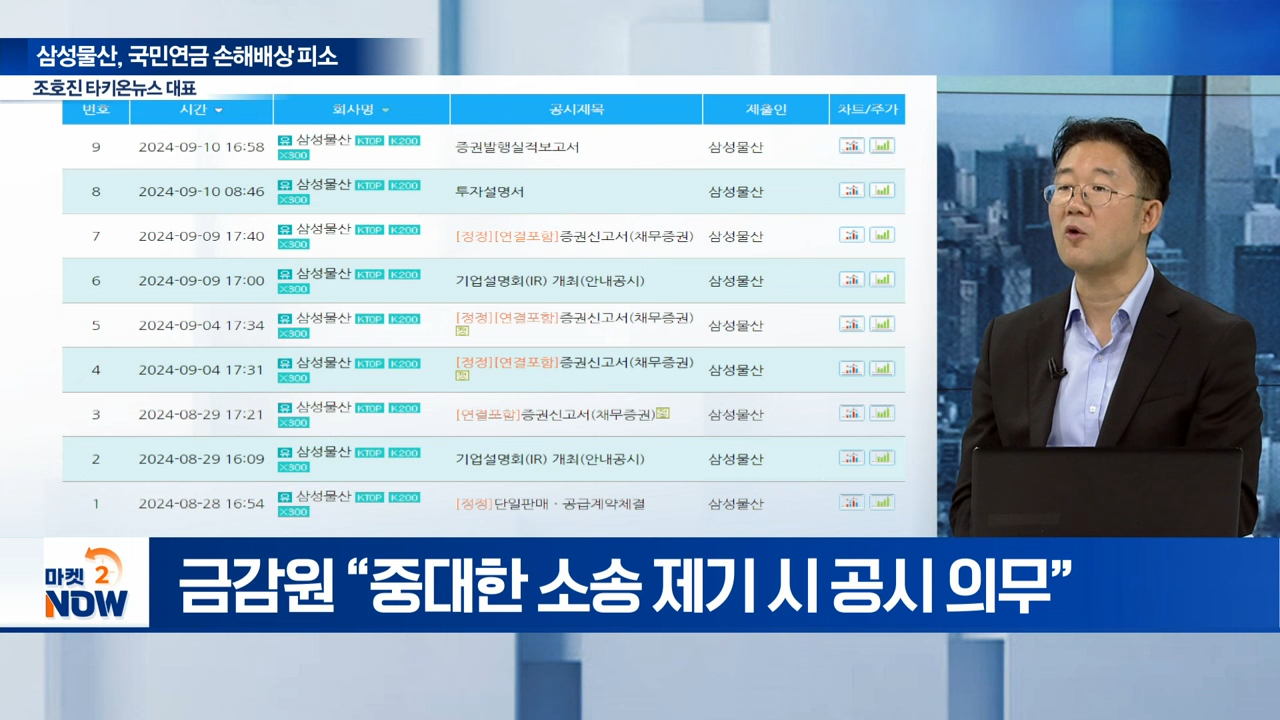 삼성물산, 국민연금 손해배상 피소
조호진 타키온뉴스 대표
번호 시간 회사명 공시제목 제출인 차트/주가
9 2024-09-10 16:58 유 삼성물산 KTOP K200 증권발행실적보고서 삼성물산
X300
8 2024-09-10 08:46 유 삼성물산 KTOP K200 투자설명서 삼성물산
X300
7 2024-09-09 17:40 유 삼성물산 KTOP K200 [정정][연결포함]증권신고서(채무증권) 삼성물산
X300
6 2024-09-09 17:00 유 삼성물산 KTOP K200 기업설명회(IR) 개최(안내공시) 삼성물산
X300
5 2024-09-04 17:34 유 삼성물산 KTOP K200 [정정][연결포함]증권신고서(채무증권) 삼성물산
X300
4 2024-09-04 17:31 유 삼성물산 KTOP K200 [정정][연결포함]증권신고서(채무증권) 삼성물산
X300
3 2024-08-29 17:21 유 삼성물산 KTOP K200 [연결포함]증권신고서(채무증권) 삼성물산
X300
2 2024-08-29 16:09 유 삼성물산 KTOP K200 기업설명회(IR) 개최(안내공시) 삼성물산
X300
1 2024-08-28 16:54 유 삼성물산 KTOP K200 [정정]단일판매ㆍ공급계약체결 삼성물산
X300
마켓 2
NOW
금감원 “중대한 소송 제기 시 공시 의무”